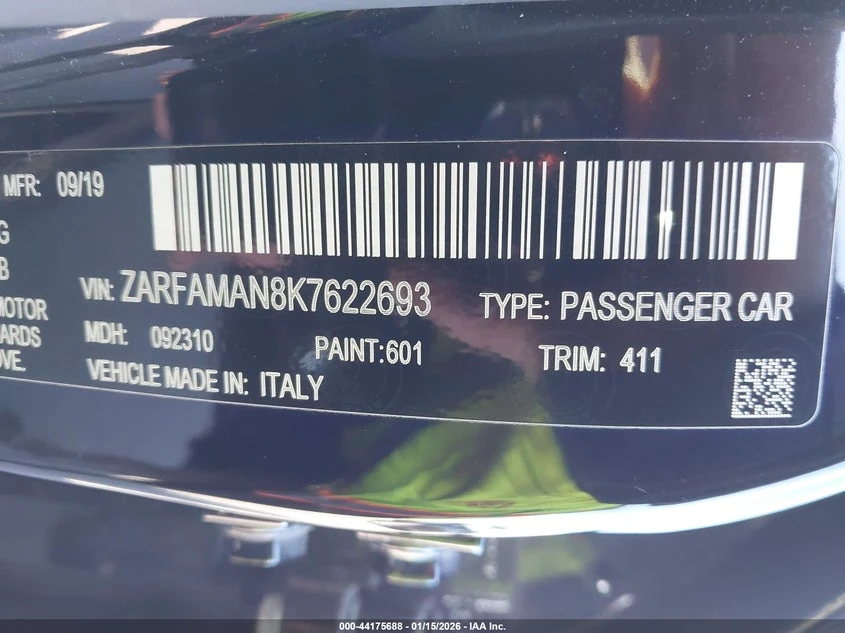 MFR: 09/19
G
B
VIN: ZARFAMAN8K7622693
TYPE: PASSENGER CAR
MOTOR
ARDS
OVE.
MDH: 092310
PAINT:601
TRIM: 411
VEHICLE MADE IN: ITALY
000-44175688 - 01/15/2026 - IAA Inc.